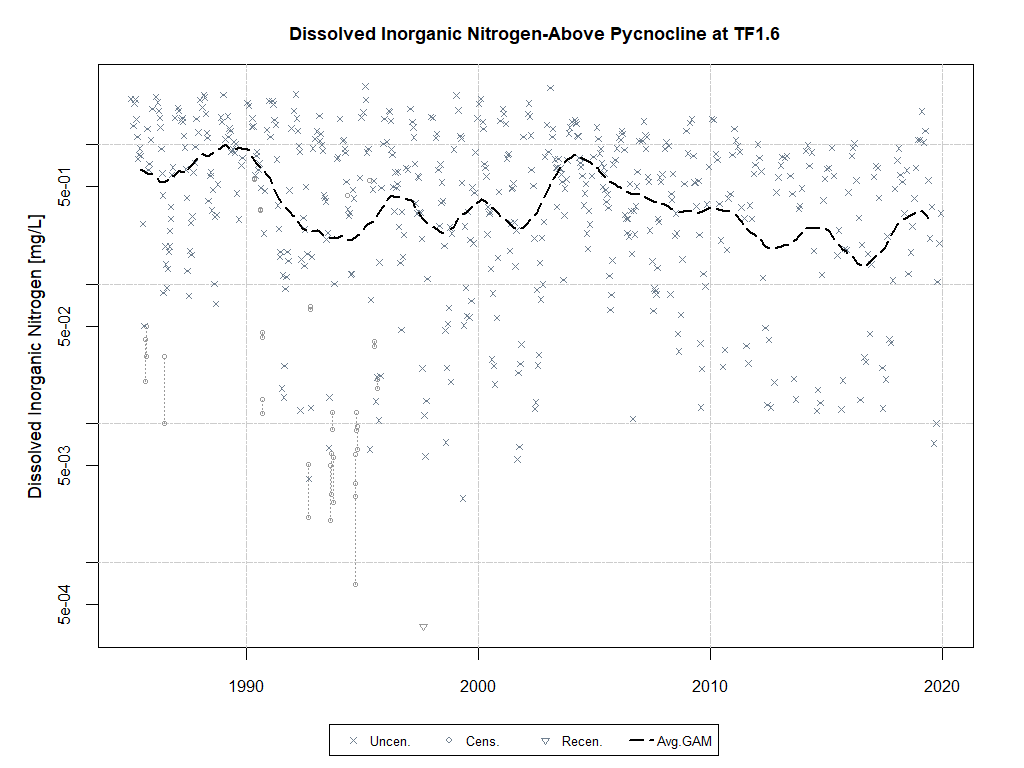 Dissolved Inorganic Nitrogen-Above Pycnocline at TF1.6
Dissolved Inorganic Nitrogen [mg/L]
5e-01
5e-02
5e-03
5e-04
1990
2000
2010
2020
Uncen.
Cens.
Recen.
Avg.GAM